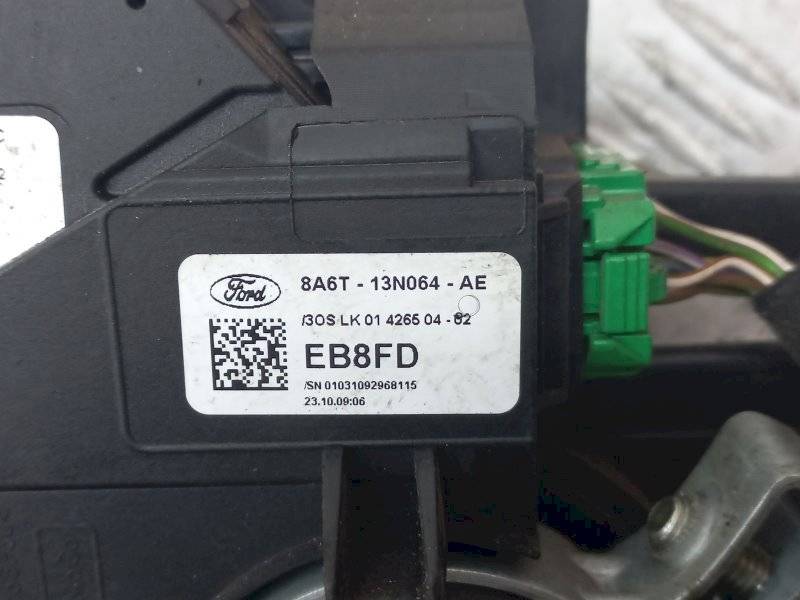 Ford
8A6T - 13N064 - AE
/3OS LK 01 4265 04 - 02
EB8FD
/SN 01031092968115
23.10.09:06